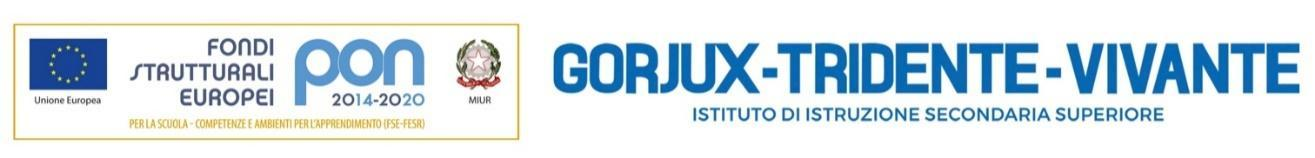 FONDI
STRUTTURALI
EUROPEI
pon
2014-2020
Unione Europea
MIUR
PER LA SCUOLA - COMPETENZE E AMBIENTI PER L'APPRENDIMENTO (FSE-FESR)
GORJUX-TRIDENTE-VIVANTE
ISTITUTO DI ISTRUZIONE SECONDARIA SUPERIORE